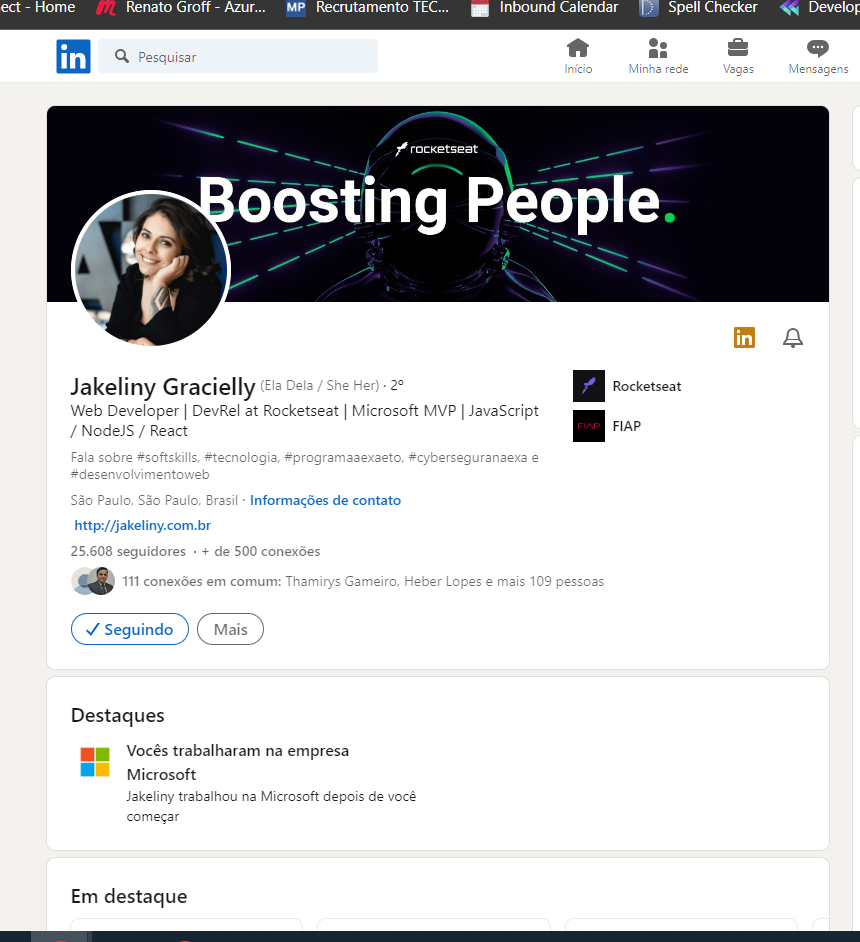 ect - Home
Renato Groff - Azur...
MP
Recrutamento TEC...
Inbound Calendar
Spell Checker
Develop
in
Pesquisar
Início
Minha rede
Vagas
Mensagens
rocketseat
Boosting People.
in
Jakeliny Gracielly (Ela Dela / She Her) · 2º
Web Developer | DevRel at Rocketseat | Microsoft MVP | JavaScript
/ NodeJS / React
Rocketseat
FIAP
FIAP
Fala sobre #softskills, #tecnologia, #programaaexaeto, #cyberseguranaexa e
#desenvolvimentoweb
São Paulo, São Paulo, Brasil · Informações de contato
http://jakeliny.com.br
25.608 seguidores · + de 500 conexões
111 conexões em comum: Thamirys Gameiro, Heber Lopes e mais 109 pessoas
Seguindo
Mais
Destaques
Vocês trabalharam na empresa
Microsoft
Jakeliny trabalhou na Microsoft depois de você
começar
Em destaque